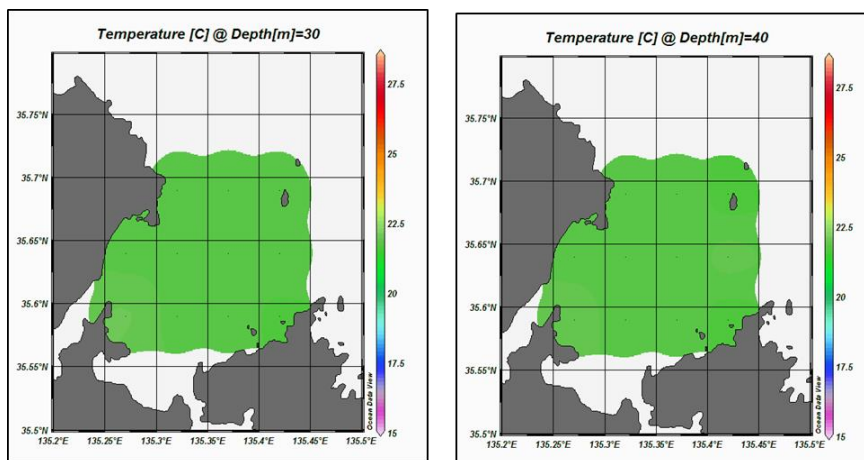 Temperature [C] @ Depth[m]=30
27.5
25
22.5
20
17.5
15
35.75°N
35.7°N
35.65°N
35.6°N
35.55°N
35.5°N
135.2°E
135.25°E
135.3°E
135.35°E
135.4°E
135.45°E
135.5°E
Ocean Data View
Temperature [C] @ Depth[m]=40
27.5
25
22.5
20
17.5
15
35.75°N
35.7°N
35.65°N
35.6°N
35.55°N
35.5°N
135.2°E
135.25°E
135.3°E
135.35°E
135.4°E
135.45°E
135.5°E
Ocean Data View